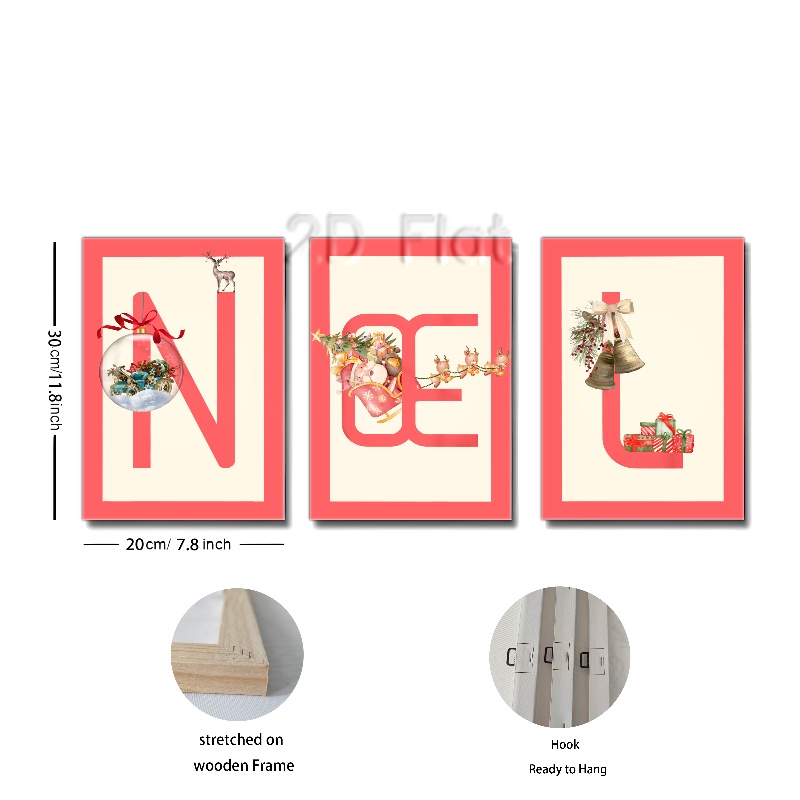 2D Flat
N
Œ
L
30cm/11.8inch
20cm/ 7.8 inch
stretched on
wooden Frame
Hook
Ready to Hang